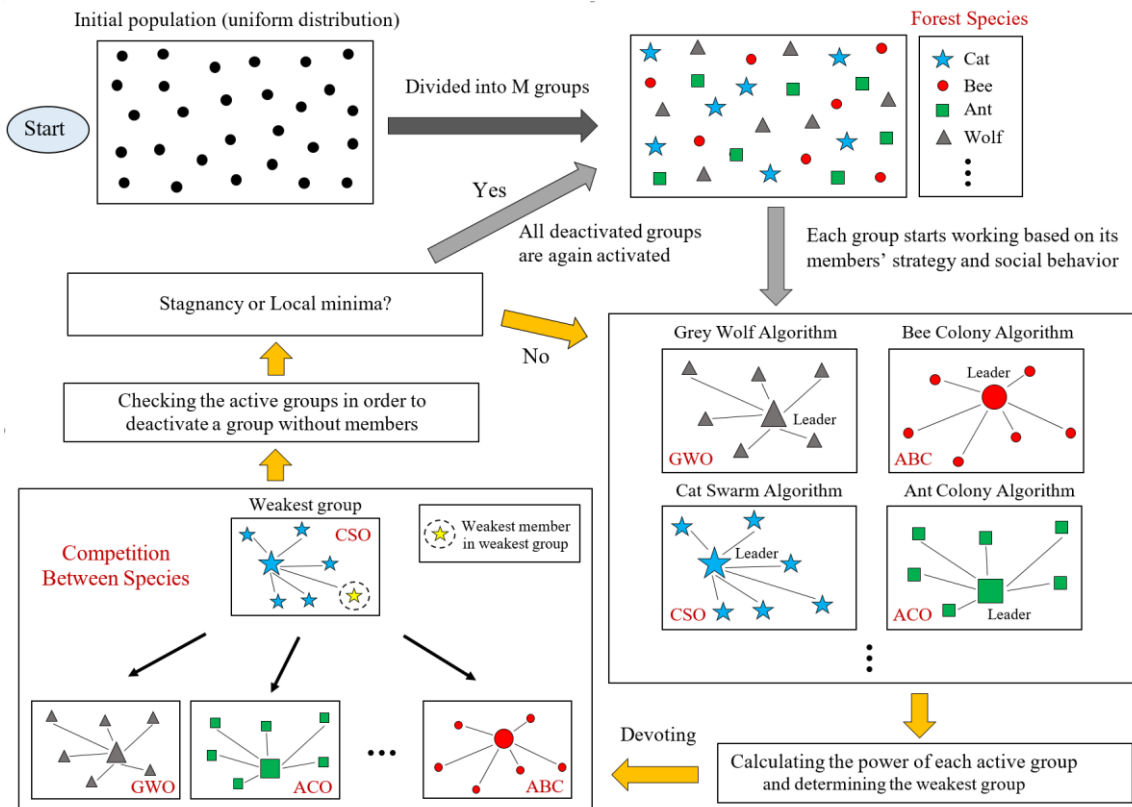 Initial population (uniform distribution)
Start
Divided into M groups
Forest Species
Cat
Bee
Ant
Wolf
Yes
All deactivated groups
are again activated
Each group starts working based on its
members' strategy and social behavior
Stagnancy or Local minima?
No
Checking the active groups in order to
deactivate a group without members
Grey Wolf Algorithm
Leader
GWO
Bee Colony Algorithm
Leader
ABC
Cat Swarm Algorithm
Leader
CSO
Ant Colony Algorithm
Leader
ACO
Weakest group
CSO
Weakest member
in weakest group
Competition
Between Species
GWO
ACO
ABC
Devoting
Calculating the power of each active group
and determining the weakest group